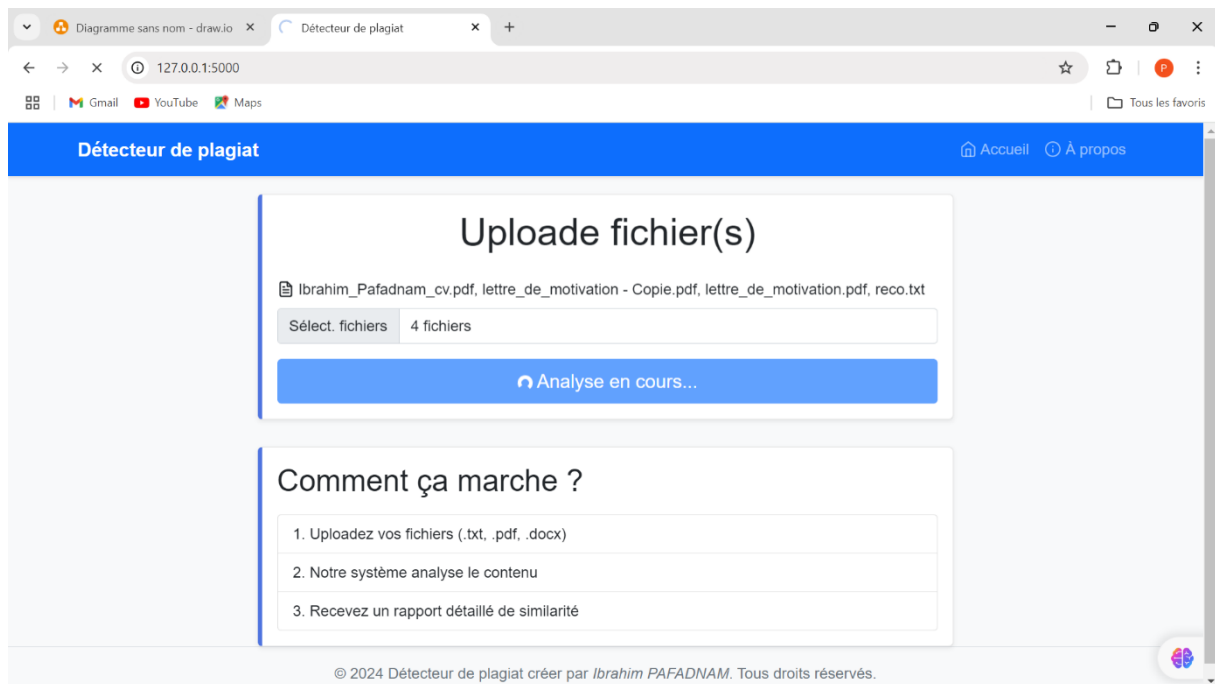 Diagramme sans nom - draw.io
Détecteur de plagiat
127.0.0.1:5000
P
Gmail YouTube Maps
Tous les favoris
Détecteur de plagiat
Accueil À propos
Uploade fichier(s)
Ibrahim_Pafadnam_cv.pdf, lettre_de_motivation - Copie.pdf, lettre_de_motivation.pdf, reco.txt
Sélect. fichiers 4 fichiers
Analyse en cours...
Comment ça marche ?
1. Uploadez vos fichiers (.txt, .pdf, .docx)
2. Notre système analyse le contenu
3. Recevez un rapport détaillé de similarité
© 2024 Détecteur de plagiat créer par Ibrahim PAFADNAM. Tous droits réservés.